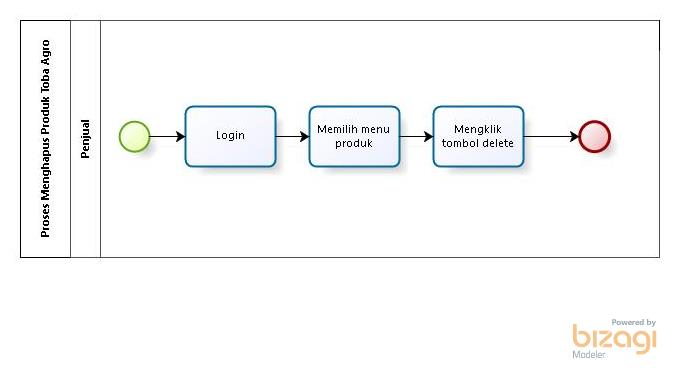 Proses Menghapus Produk Toba Agro
Penjual
Login
Memilih menu
produk
Mengklik
tombol delete
Powered by
bizagi
Modeler